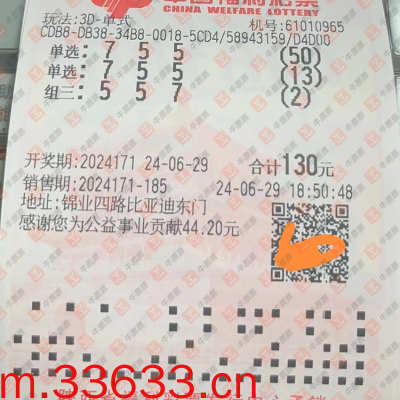 CHINA WELFARE LOTTERY
玩法:3D-单式 机号:61010965
CDB8-DB38-34B8-0018-5CD4/58943159/D4D00
单选: 7 5 5 (50)
单选: 7 5 5 (13)
组三: 5 5 7 (2)
开奖期:2024171 24-06-29 合计130元
销售期:2024171-185 24-06-29 18:50:48
地址:锦业四路比亚迪东门
感谢您为公益事业贡献44.20元
m.33633.cn